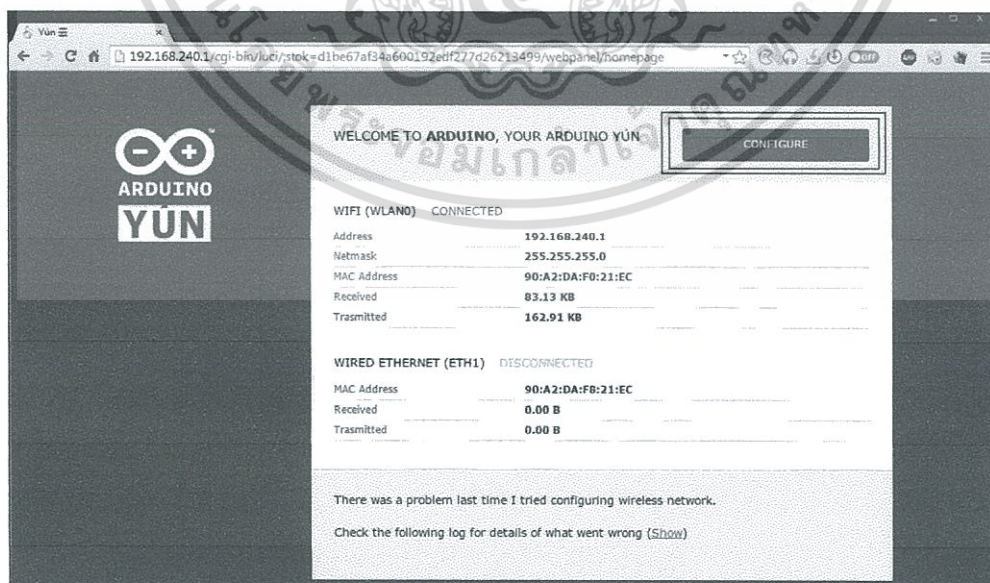 Yún
192.168.240.1/cgi-bin/luci/;stok=d1be67af34a600192edf277d26213499/webpanel/homepage
ARDUINO
YÚN
WELCOME TO ARDUINO, YOUR ARDUINO YÚN
CONFIGURE
WIFI (WLAN0) CONNECTED
Address 192.168.240.1
Netmask 255.255.255.0
MAC Address 90:A2:DA:F0:21:EC
Received 83.13 KB
Trasmitted 162.91 KB
WIRED ETHERNET (ETH1) DISCONNECTED
MAC Address 90:A2:DA:F8:21:EC
Received 0.00 B
Trasmitted 0.00 B
There was a problem last time I tried configuring wireless network.
Check the following log for details of what went wrong (Show)